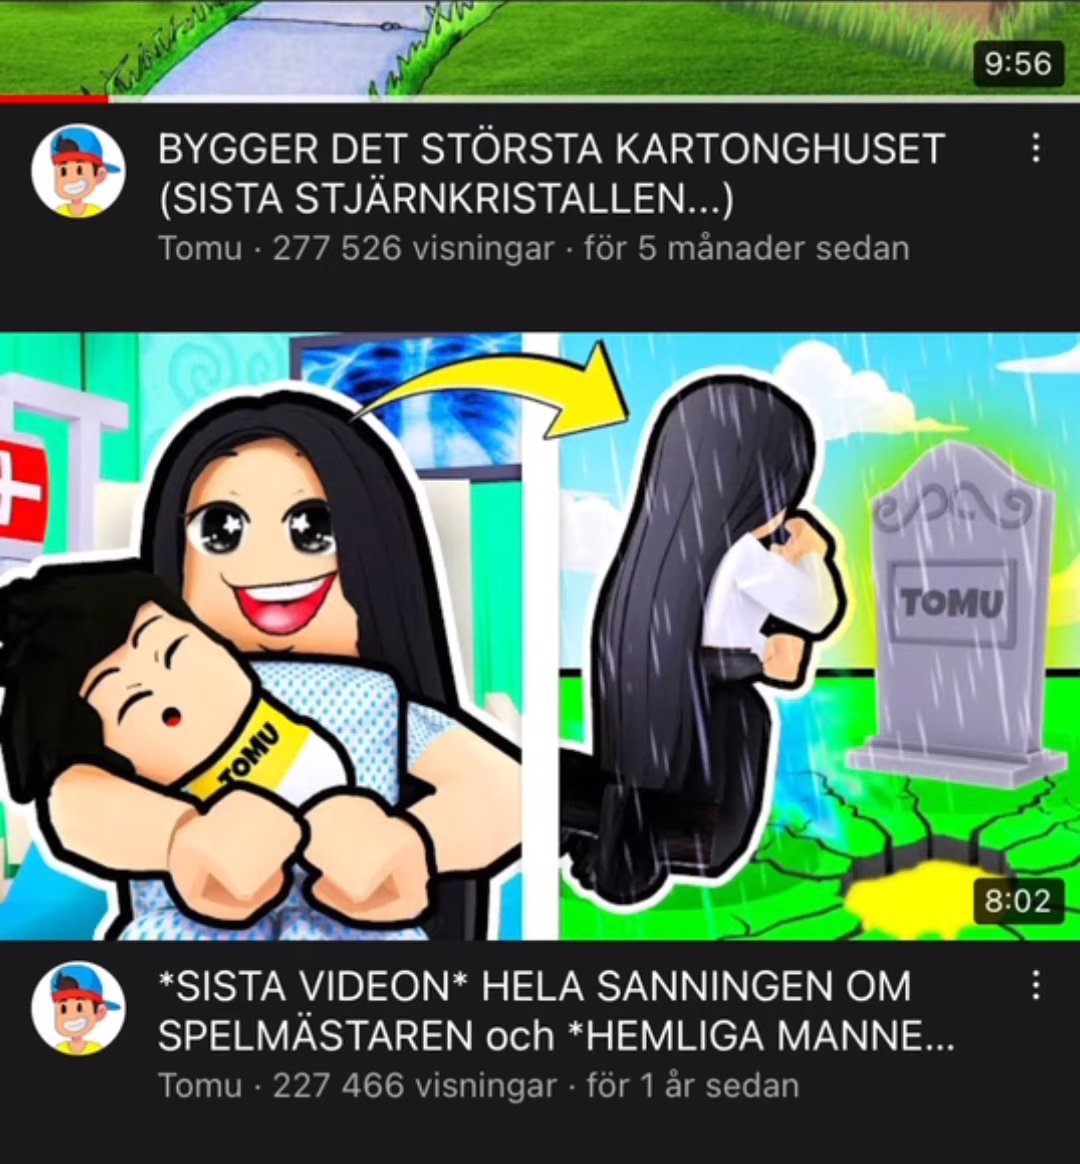 9:56
BYGGER DET STÖRSTA KARTONGHUSET
(SISTA STJÄRNKRISTALLEN...)
Tomu · 277 526 visningar · för 5 månader sedan
TOMU
TOMU
8:02
*SISTA VIDEON* HELA SANNINGEN OM
SPELMÄSTAREN och *HEMLIGA MANNE...
Tomu · 227 466 visningar · för 1 år sedan